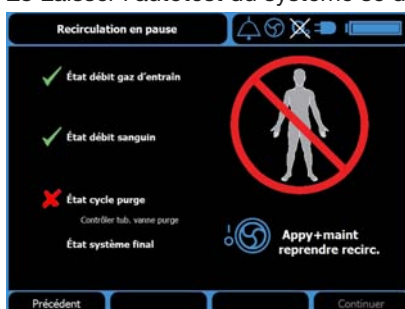 Recirculation en pause
État débit gaz d'entraîn
État débit sanguin
État cycle purge
Contrôler tub. vanne purge
État système final
Appy+maint
reprendre recirc.
Précédent
Continuer